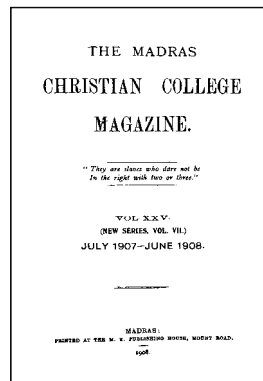 THE MADRAS
CHRISTIAN COLLEGE
MAGAZINE.
" They are slaves who dare not be
In the right with two or three."
VOL XXV.
(NEW SERIES, VOL. VII.)
JULY 1907-JUNE 1908.
MADRAS:
PRINTED AT THE M. E. PUBLISHING HOUSE, MOUNT ROAD.
1908.